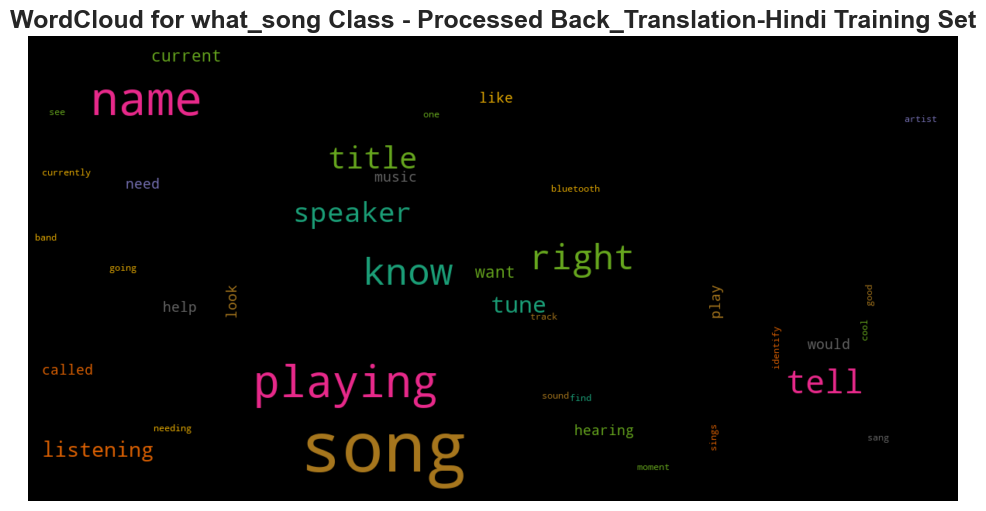 WordCloud for what_song Class - Processed Back_Translation-Hindi Training Set
current
name
like
see
one
artist
title
currently
music
need
bluetooth
speaker
band
right
going
know
want
look
play
good
help
tune
track
cool
identify
would
called
playing
tell
sound
find
needing
song
hearing
sings
sang
listening
moment